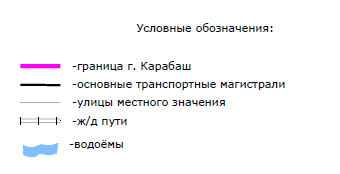 Условные обозначения:
-граница г. Карабаш
-основные транспортные магистрали
-улицы местного значения
-ж/д пути
-водоёмы